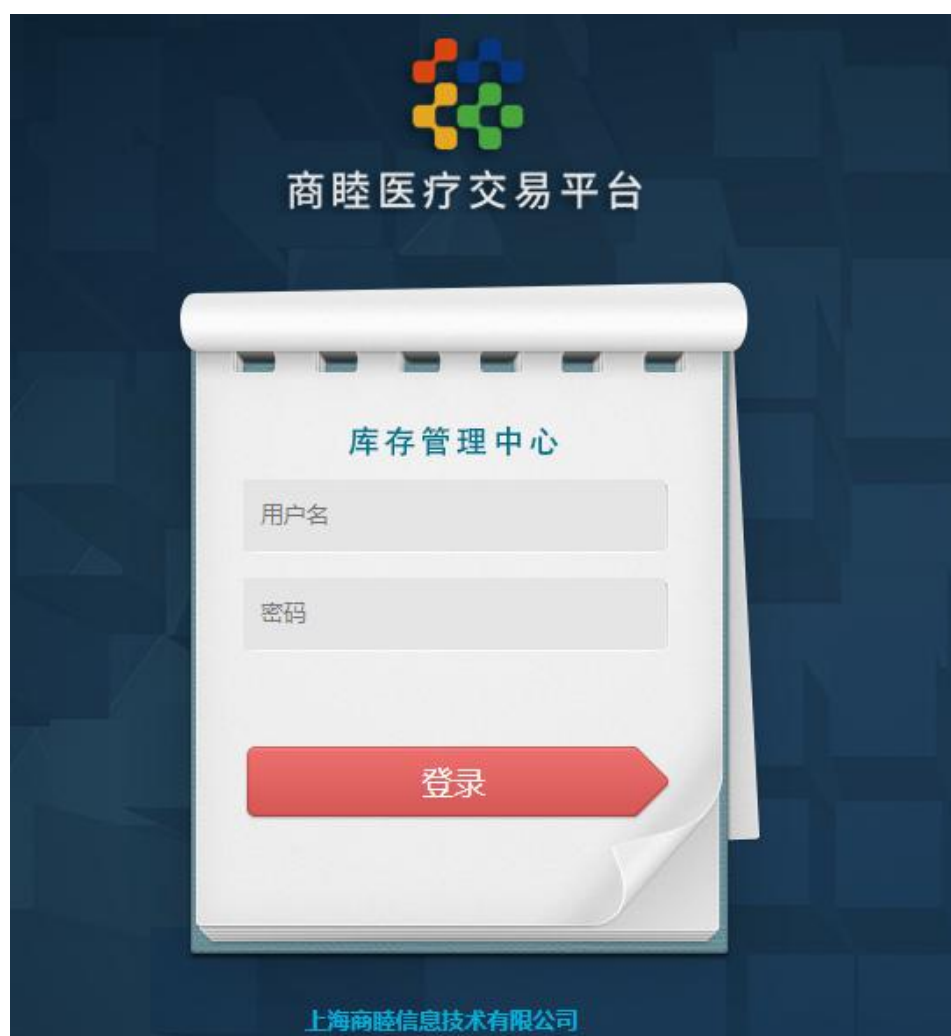 商睦医疗交易平台
库存管理中心
用户名
密码
登录
上海商睦信息技术有限公司